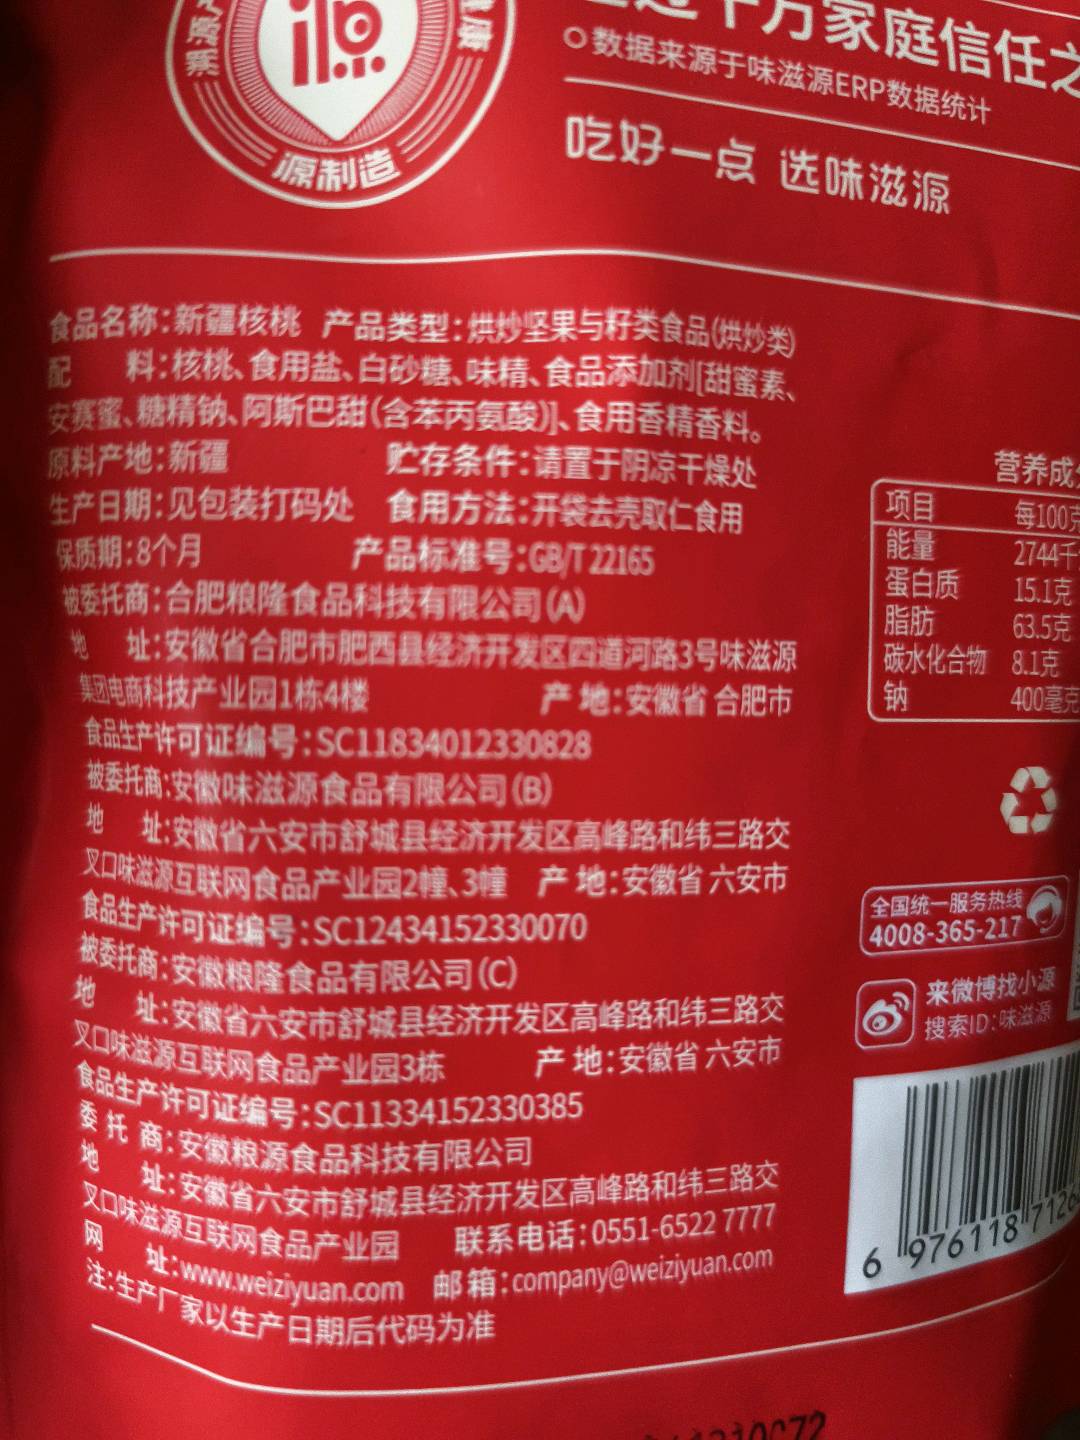 源
源制造
千万家庭信任之
数据来源于味滋源ERP数据统计
吃好一点 选味滋源
食品名称:新疆核桃 产品类型:烘炒坚果与籽类食品(烘炒类)
配 料:核桃、食用盐、白砂糖、味精、食品添加剂[甜蜜素、
安赛蜜、糖精钠、阿斯巴甜(含苯丙氨酸)]、食用香精香料。
原料产地:新疆 贮存条件:请置于阴凉干燥处
生产日期:见包装打码处 食用方法:开袋去壳取仁食用
保质期:8个月 产品标准号:GB/T 22165
被委托商:合肥粮隆食品科技有限公司(A)
地 址:安徽省合肥市肥西县经济开发区四道河路3号味滋源
集团电商科技产业园1栋4楼 产 地:安徽省 合肥市
食品生产许可证编号:SC11834012330828
被委托商:安徽味滋源食品有限公司(B)
地 址:安徽省六安市舒城县经济开发区高峰路和纬三路交
叉口味滋源互联网食品产业园2幢、3幢 产 地:安徽省 六安市
食品生产许可证编号:SC12434152330070
被委托商:安徽粮隆食品有限公司(C)
地 址:安徽省六安市舒城县经济开发区高峰路和纬三路交
叉口味滋源互联网食品产业园3栋 产 地:安徽省 六安市
食品生产许可证编号:SC11334152330385
委 托 商:安徽粮源食品科技有限公司
地 址:安徽省六安市舒城县经济开发区高峰路和纬三路交
叉口味滋源互联网食品产业园 联系电话:0551-6522 7777
网 址:www.weiziyuan.com 邮 箱:company@weiziyuan.com
注:生产厂家以生产日期后代码为准
营养成
项目 每100克
能量 2744千
蛋白质 15.1克
脂肪 63.5克
碳水化合物 8.1克
钠 400毫克
全国统一服务热线
4008-365-217
来微博找小源
搜索ID:味滋源
6 976118 7126